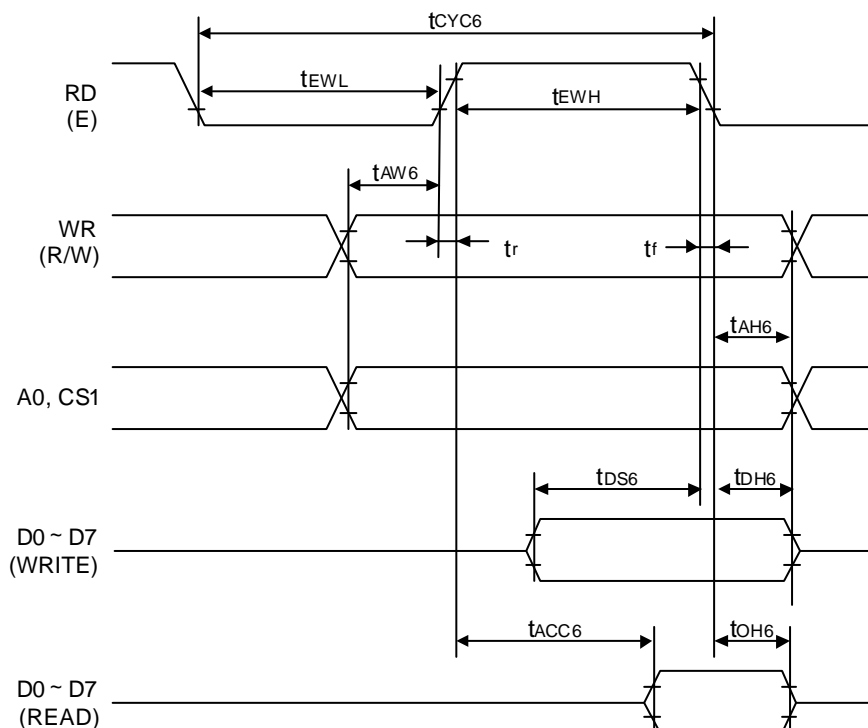 tCYC6
tEWL
RD
(E)
tEWH
tAW6
WR
(R/W)
tr
tf
tAH6
A0, CS1
tDS6
tDH6
D0 ~ D7
(WRITE)
tACC6
tOH6
D0 ~ D7
(READ)